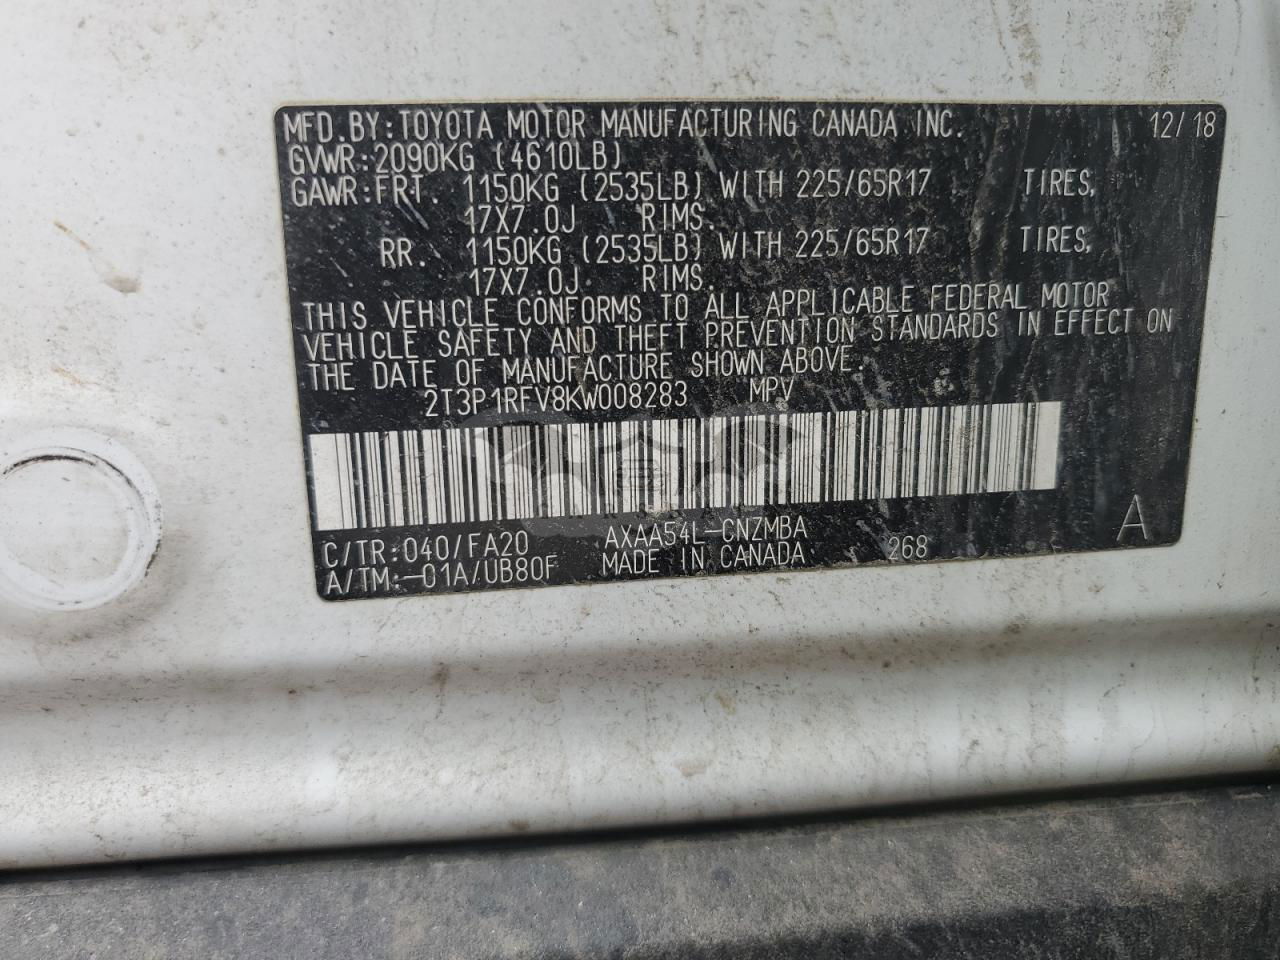 MFD.BY:TOYOTA MOTOR MANUFACTURING CANADA INC. 12/18
GVWR:2090KG (4610LB)
GAWR:FRT. 1150KG (2535LB) WITH 225/65R17 TIRES,
17X7.0J RIMS.
RR. 1150KG (2535LB) WITH 225/65R17 TIRES,
17X7.0J RIMS.
THIS VEHICLE CONFORMS TO ALL APPLICABLE FEDERAL MOTOR
VEHICLE SAFETY AND THEFT PREVENTION STANDARDS IN EFFECT ON
THE DATE OF MANUFACTURE SHOWN ABOVE.
2T3P1RFV8KW008283 MPV
C/TR:040/FA20 AXAA54L-CNZMBA A
A/TM:-01A/UB80F MADE IN CANADA 268